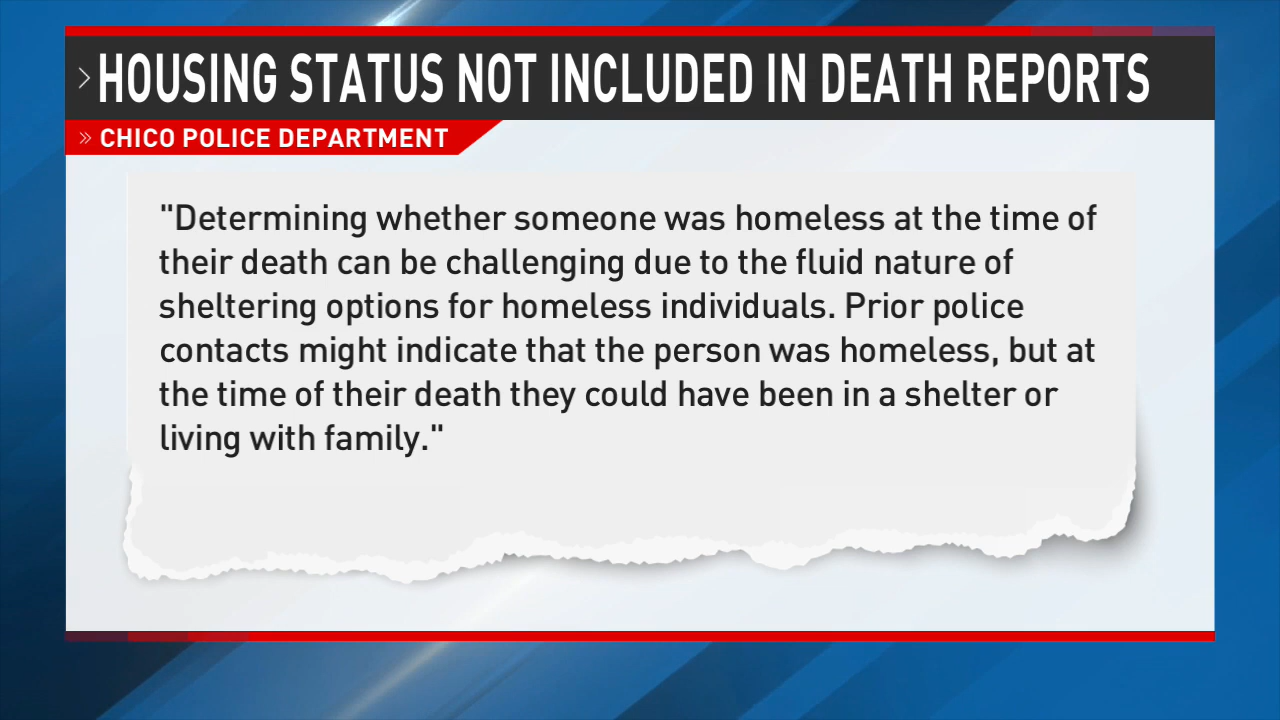 › HOUSING STATUS NOT INCLUDED IN DEATH REPORTS
» CHICO POLICE DEPARTMENT
"Determining whether someone was homeless at the time of
their death can be challenging due to the fluid nature of
sheltering options for homeless individuals. Prior police
contacts might indicate that the person was homeless, but at
the time of their death they could have been in a shelter or
living with family."